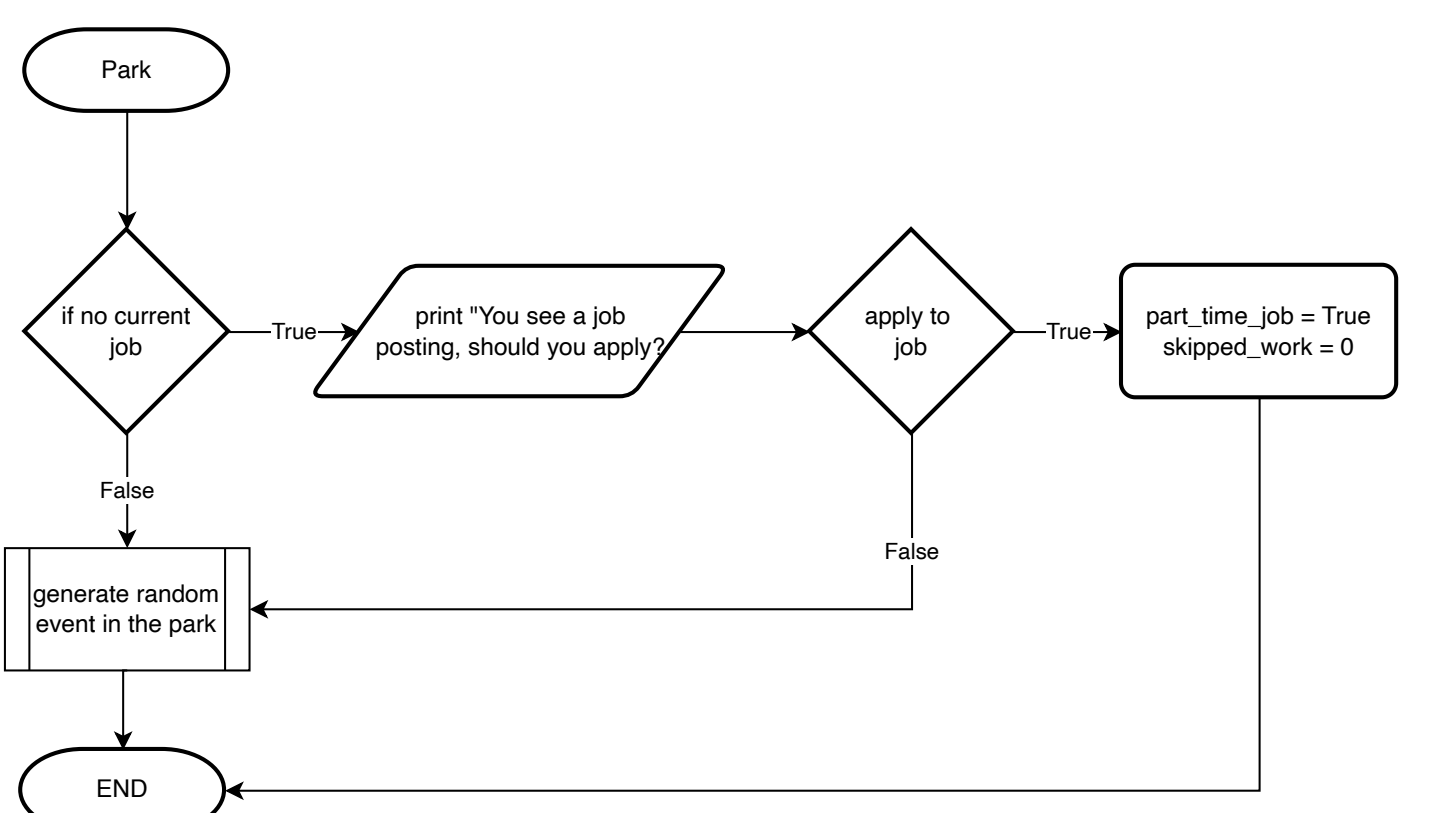 Park
if no current
job
True
print "You see a job
posting, should you apply?
apply to
job
True
part_time_job = True
skipped_work = 0
False
False
generate random
event in the park
END